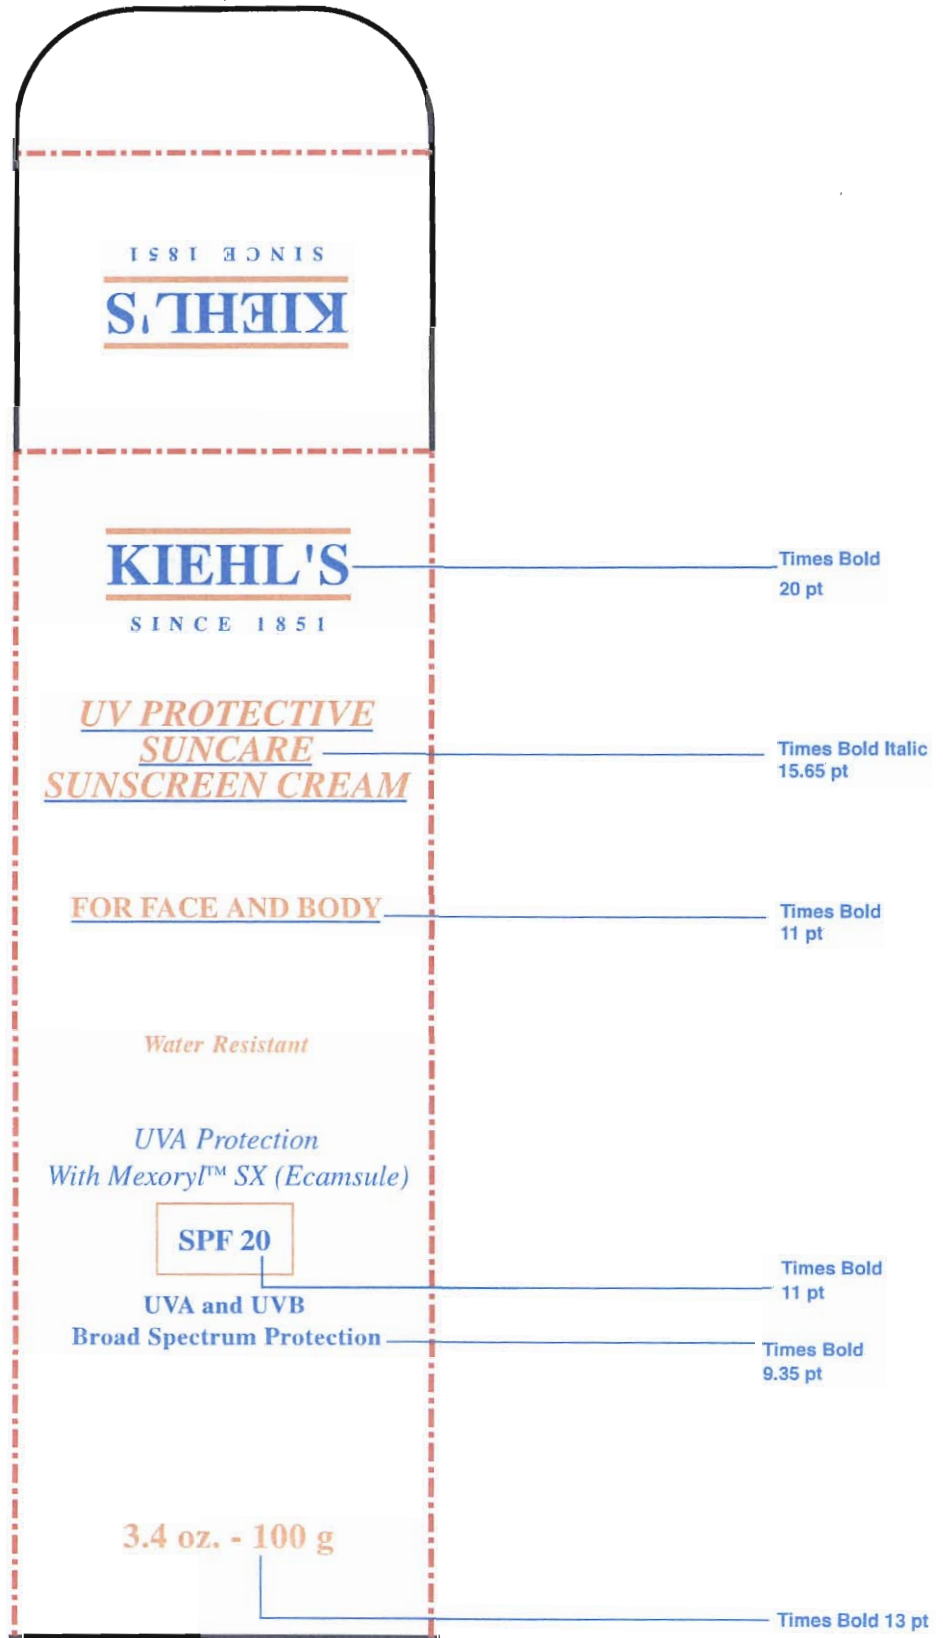 SINCE 1851
KIEHL'S
KIEHL'S
SINCE 1851
UV PROTECTIVE
SUNCARE
SUNSCREEN CREAM
FOR FACE AND BODY
Water Resistant
UVA Protection
With Mexoryl™ SX (Ecamsule)
SPF 20
UVA and UVB
Broad Spectrum Protection
3.4 oz. - 100 g
Times Bold
20 pt
Times Bold Italic
15.65 pt
Times Bold
11 pt
Times Bold
11 pt
Times Bold
9.35 pt
Times Bold 13 pt